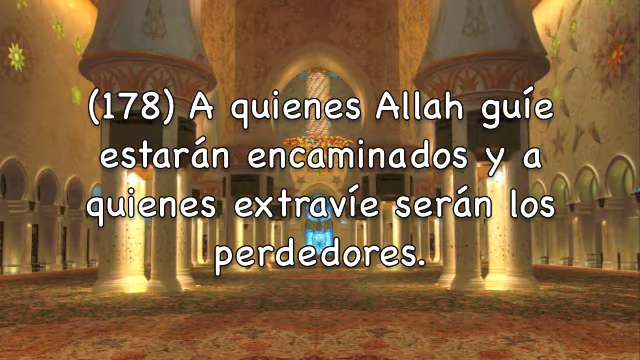 (178) A quienes Allah guíe
estarán encaminados y a
quienes extravíe serán los
perdedores.